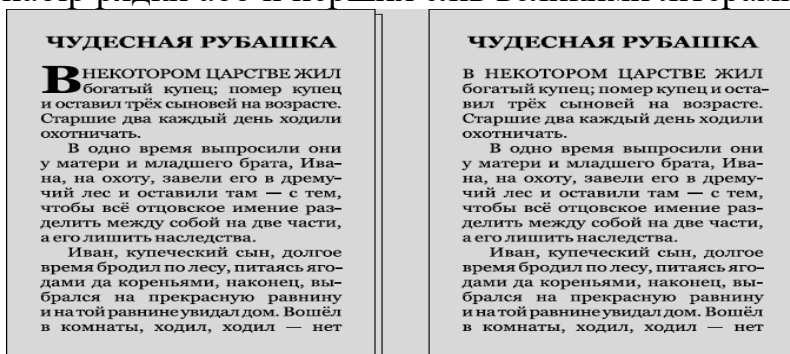 ЧУДЕСНАЯ РУБАШКА
В НЕКОТОРОМ ЦАРСТВЕ ЖИЛ
богатый купец; помер купец
и оставил трёх сыновей на возрасте.
Старшие два каждый день ходили
охотничать.
В одно время выпросили они
у матери и младшего брата, Ива-
на, на охоту, завели его в дрему-
чий лес и оставили там — с тем,
чтобы всё отцовское имение раз-
делить между собой на две части,
а его лишить наследства.
Иван, купеческий сын, долгое
время бродил по лесу, питаясь яго-
дами да кореньями, наконец, вы-
брался на прекрасную равнину
и на той равнине увидал дом. Вошёл
в комнаты, ходил, ходил — нет
ЧУДЕСНАЯ РУБАШКА
В НЕКОТОРОМ ЦАРСТВЕ ЖИЛ
богатый купец; помер купец и оста-
вил трёх сыновей на возрасте.
Старшие два каждый день ходили
охотничать.
В одно время выпросили они
у матери и младшего брата, Ива-
на, на охоту, завели его в дрему-
чий лес и оставили там — с тем,
чтобы всё отцовское имение раз-
делить между собой на две части,
а его лишить наследства.
Иван, купеческий сын, долгое
время бродил по лесу, питаясь яго-
дами да кореньями, наконец, вы-
брался на прекрасную равнину
и на той равнине увидал дом. Вошёл
в комнаты, ходил, ходил — нет